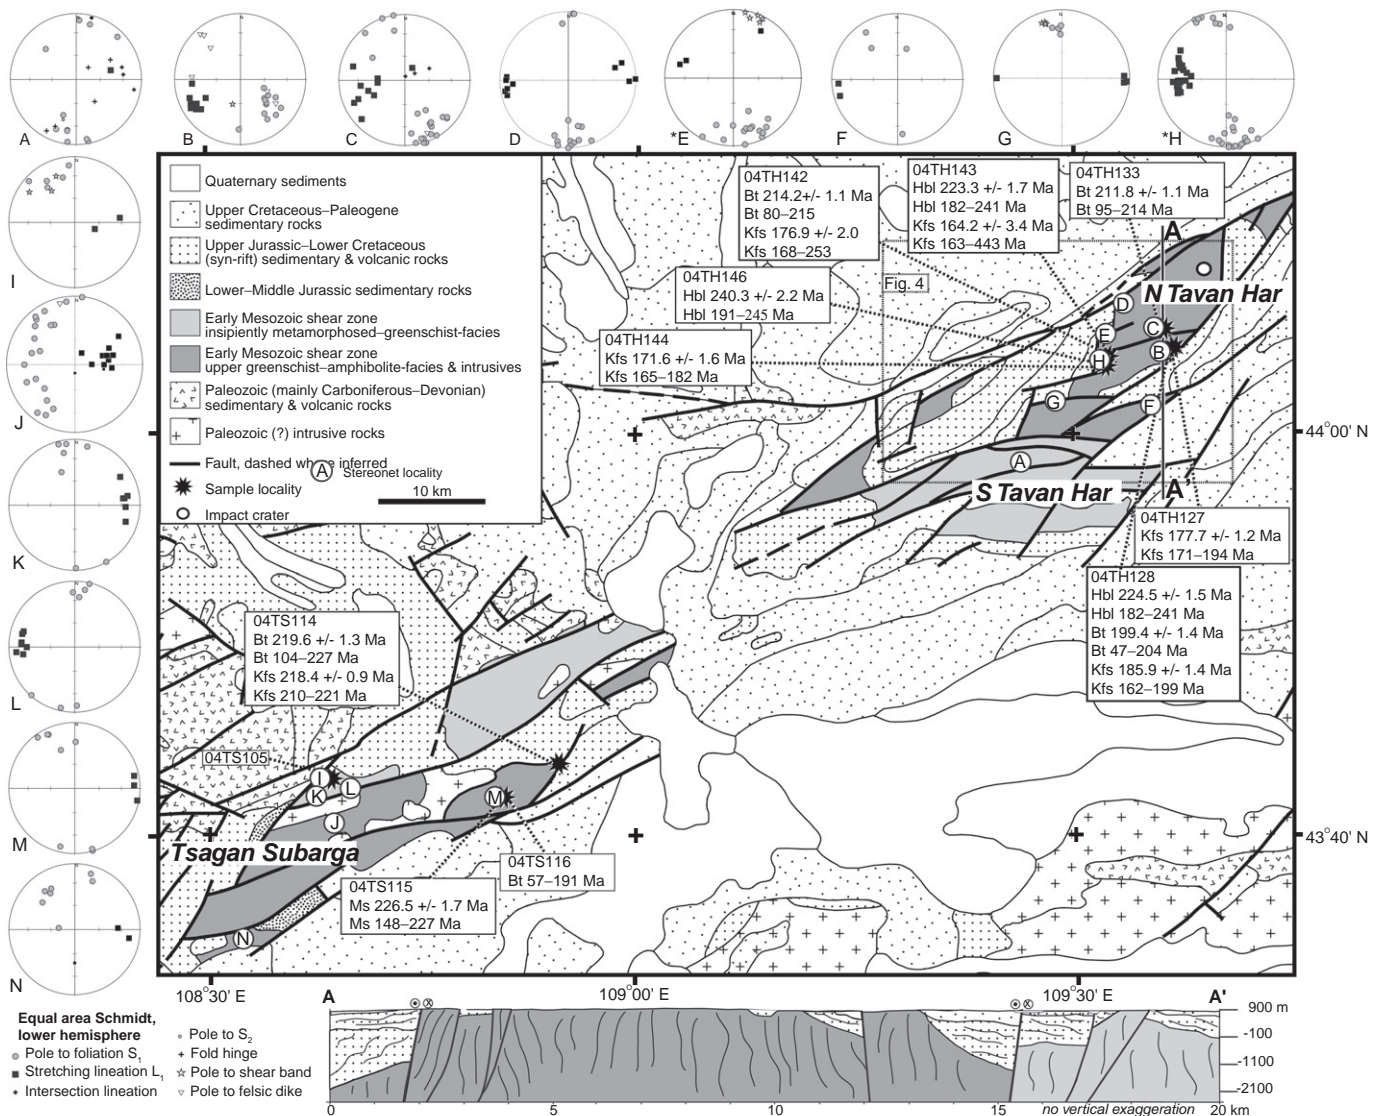 A
B
C
D
*E
F
G
*H
I
J
K
L
M
N
Quaternary sediments
Upper Cretaceous–Paleogene
sedimentary rocks
Upper Jurassic–Lower Cretaceous
(syn-rift) sedimentary & volcanic rocks
Lower–Middle Jurassic sedimentary rocks
Early Mesozoic shear zone
insipiently metamorphosed–greenschist-facies
Early Mesozoic shear zone
upper greenschist–amphibolite-facies & intrusives
Paleozoic (mainly Carboniferous–Devonian)
sedimentary & volcanic rocks
Paleozoic (?) intrusive rocks
Fault, dashed where inferred
A Stereonet locality
Sample locality
10 km
Impact crater
04TH142
Bt 214.2+/- 1.1 Ma
Bt 80–215
Kfs 176.9 +/- 2.0
Kfs 168–253
04TH143
Hbl 223.3 +/- 1.7 Ma
Hbl 182–241 Ma
Kfs 164.2 +/- 3.4 Ma
Kfs 163–443 Ma
04TH133
Bt 211.8 +/- 1.1 Ma
Bt 95–214 Ma
04TH146
Hbl 240.3 +/- 2.2 Ma
Hbl 191–245 Ma
04TH144
Kfs 171.6 +/- 1.6 Ma
Kfs 165–182 Ma
Fig. 4
A
N Tavan Har
D
E
C
B
H
G
F
A
S Tavan Har
A'
44°00' N
04TH127
Kfs 177.7 +/- 1.2 Ma
Kfs 171–194 Ma
04TH128
Hbl 224.5 +/- 1.5 Ma
Hbl 182–241 Ma
Bt 199.4 +/- 1.4 Ma
Bt 47–204 Ma
Kfs 185.9 +/- 1.4 Ma
Kfs 162–199 Ma
04TS114
Bt 219.6 +/- 1.3 Ma
Bt 104–227 Ma
Kfs 218.4 +/- 0.9 Ma
Kfs 210–221 Ma
04TS105
I
K
L
J
M
N
Tsagan Subarga
43°40' N
04TS116
Bt 57–191 Ma
04TS115
Ms 226.5 +/- 1.7 Ma
Ms 148–227 Ma
108°30' E
109°00' E
109°30' E
A
A'
900 m
-100
-1100
-2100
0
5
10
15
no vertical exaggeration
20 km
Equal area Schmidt,
lower hemisphere
Pole to foliation S1
Stretching lineation L1
Intersection lineation
Pole to S2
Fold hinge
Pole to shear band
Pole to felsic dike